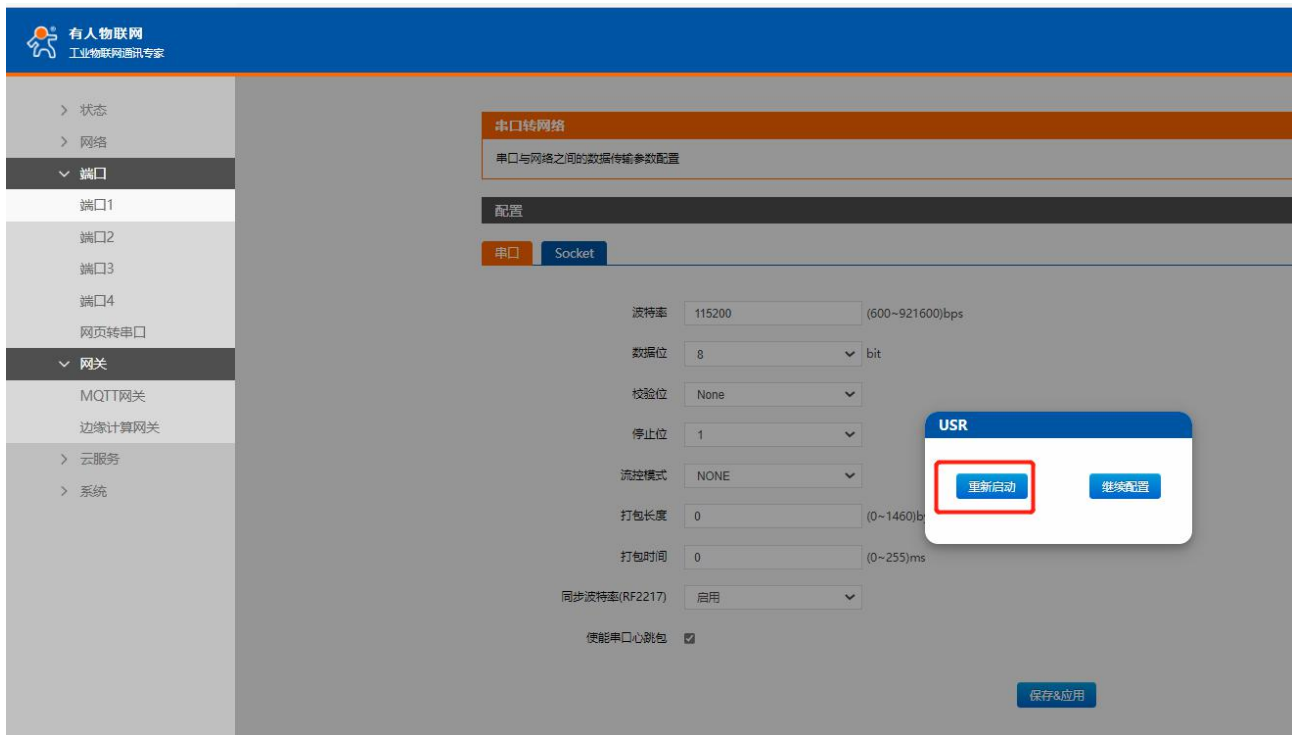 有人物联网
工业物联网通讯专家
状态
网络
端口
端口1
端口2
端口3
端口4
网页转串口
网关
MQTT网关
边缘计算网关
云服务
系统
串口转网络
串口与网络之间的数据传输参数配置
配置
串口 Socket
波特率 115200 (600~921600)bps
数据位 8 bit
校验位 None
停止位 1
流控模式 NONE
打包长度 0 (0~1460)b
打包时间 0 (0~255)ms
同步波特率(RF2217) 启用
使能串口心跳包
保存&应用
USR
重新启动 继续配置